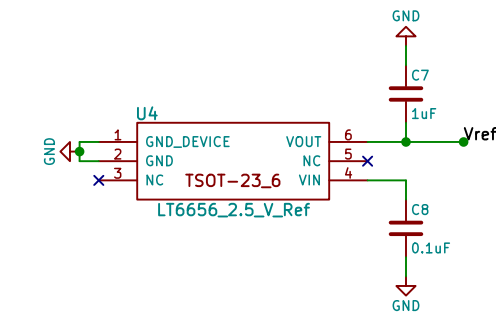 GND
C7
1uF
U4
GND
1 GND_DEVICE VOUT 6
Vref
2 GND NC 5
3 NC TSOT-23_6 VIN 4
LT6656_2.5_V_Ref
C8
0.1uF
GND